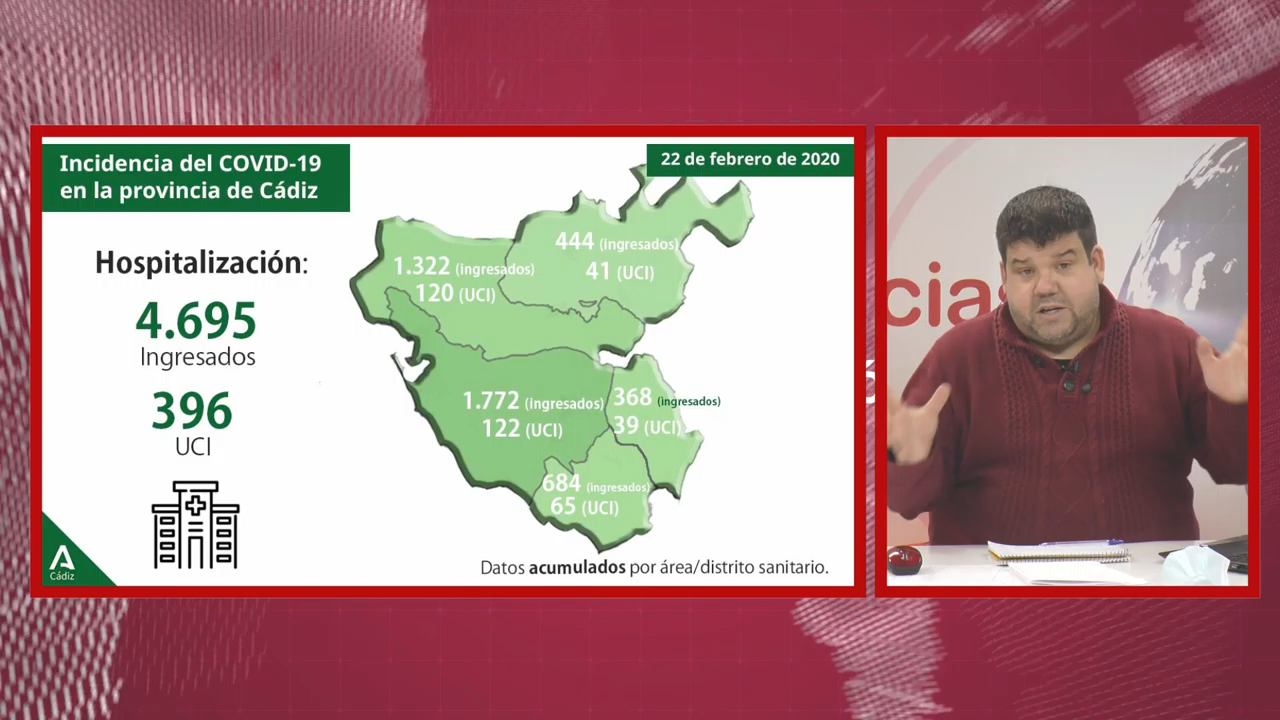 Incidencia del COVID-19
en la provincia de Cádiz
22 de febrero de 2020
Hospitalización:
4.695
Ingresados
396
UCI
444 (ingresados)
41 (UCI)
1.322 (ingresados)
120 (UCI)
1.772 (ingresados)
122 (UCI)
368 (ingresados)
39 (UCI)
684 (ingresados)
65 (UCI)
Datos acumulados por área/distrito sanitario.
Cádiz
cias